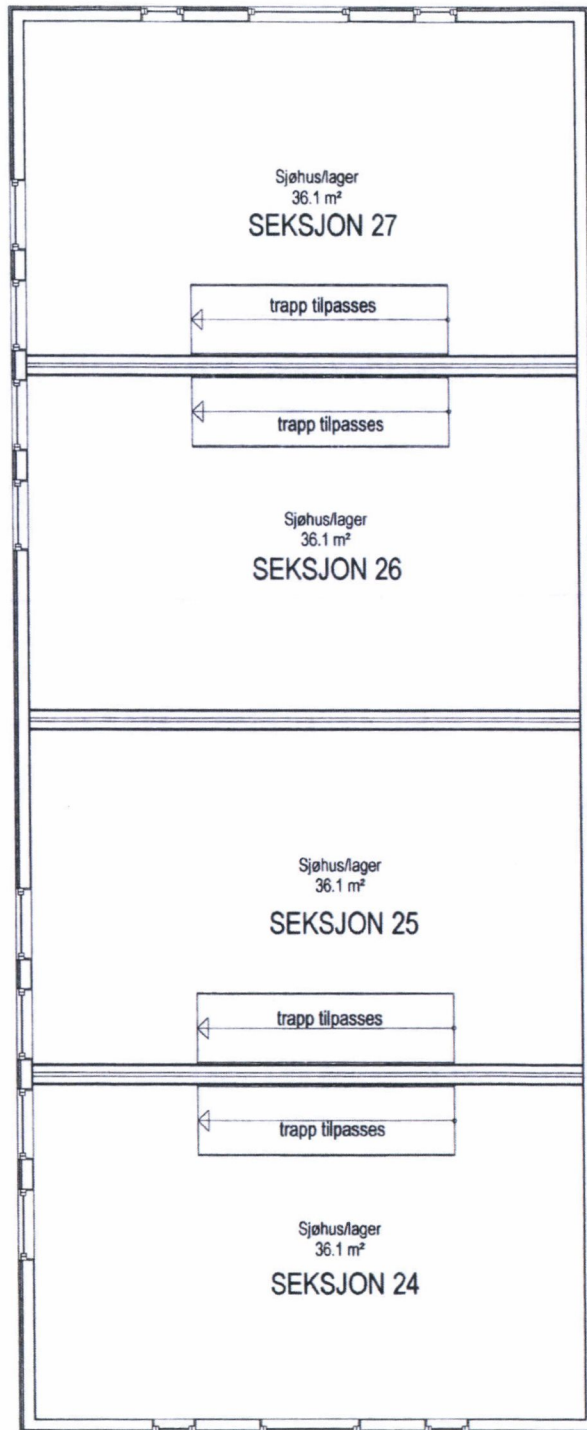 Sjøhus/lager
36.1 m²
SEKSJON 27
trapp tilpasses
trapp tilpasses
Sjøhus/lager
36.1 m²
SEKSJON 26
Sjøhus/lager
36.1 m²
SEKSJON 25
trapp tilpasses
trapp tilpasses
Sjøhus/lager
36.1 m²
SEKSJON 24